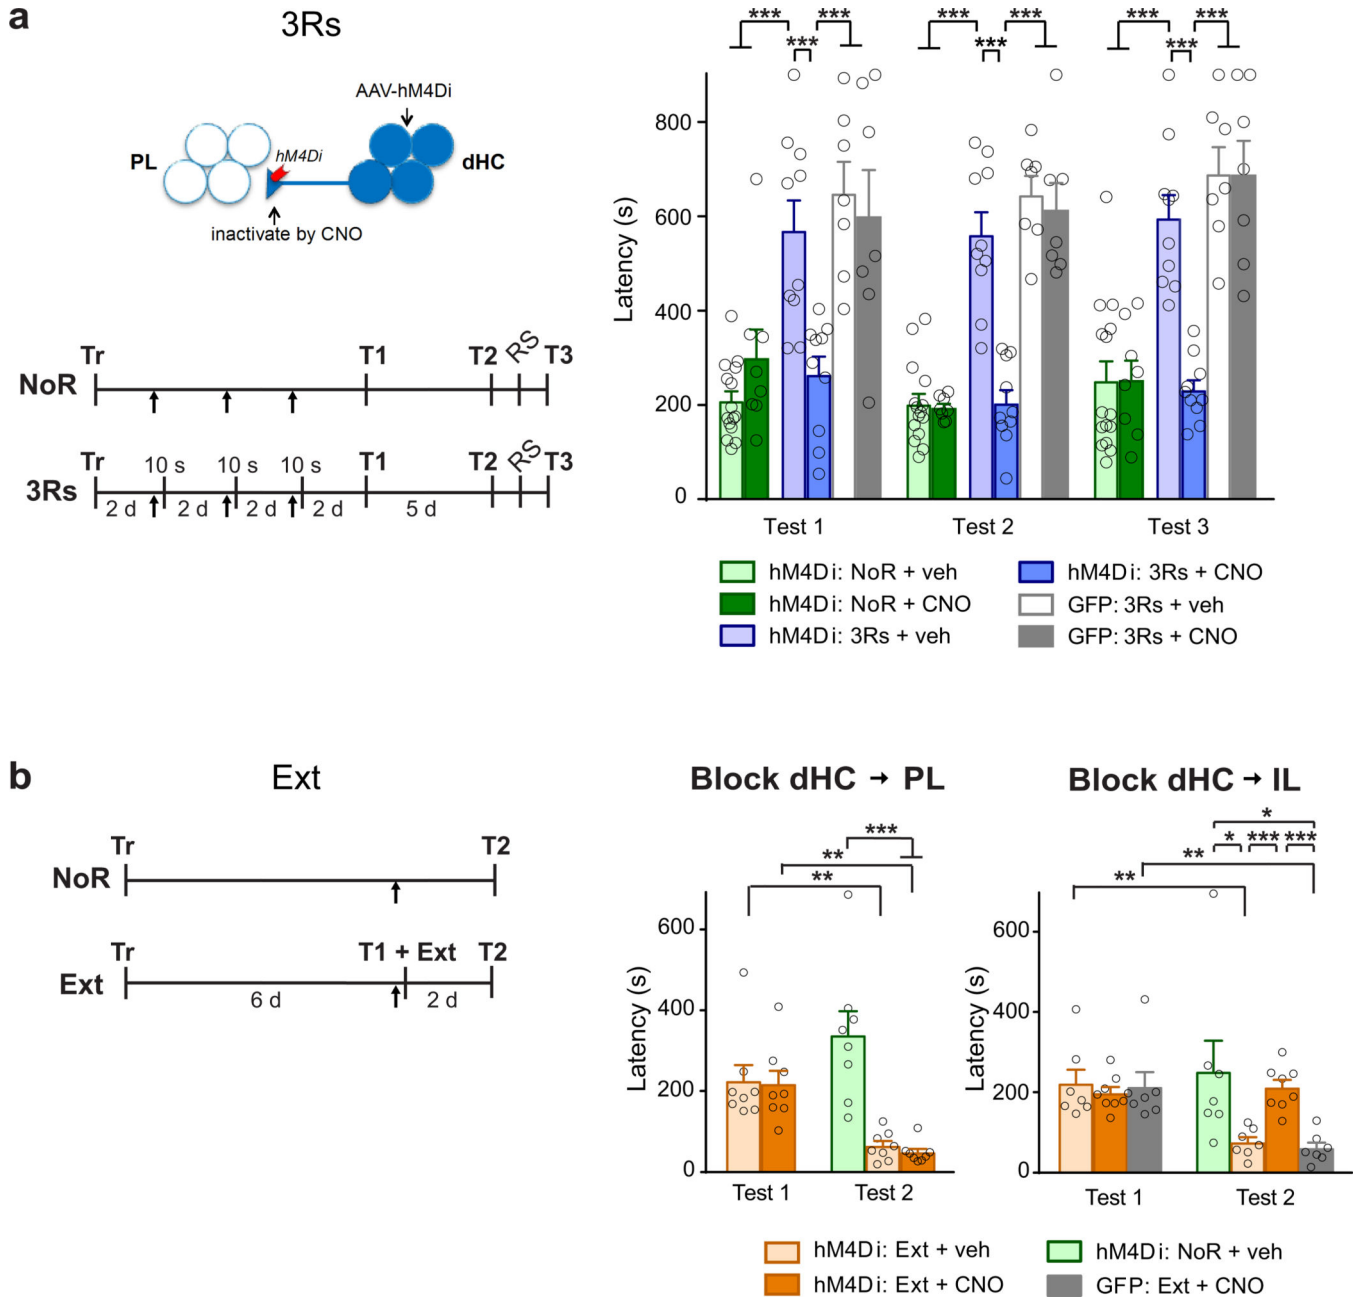 a
3Rs
AAV-hM4Di
PL
hM4Di
dHC
inactivate by CNO
Tr T1 T2 RS T3
NoR
Tr 10 s 10 s 10 s T1 T2 RS T3
3Rs
2 d 2 d 2 d 2 d 5 d
*** *** *** *** *** ***
*** *** ***
Latency (s)
800
600
400
200
0
Test 1 Test 2 Test 3
hM4Di: NoR + veh
hM4Di: NoR + CNO
hM4Di: 3Rs + veh
hM4Di: 3Rs + CNO
GFP: 3Rs + veh
GFP: 3Rs + CNO
b
Ext
Tr T2
NoR
Tr T1 + Ext T2
Ext
6 d 2 d
Block dHC → PL
***
**
**
Latency (s)
600
400
200
0
Test 1 Test 2
Block dHC → IL
*
* *** ***
**
**
Latency (s)
600
400
200
0
Test 1 Test 2
hM4Di: Ext + veh
hM4Di: Ext + CNO
hM4Di: NoR + veh
GFP: Ext + CNO